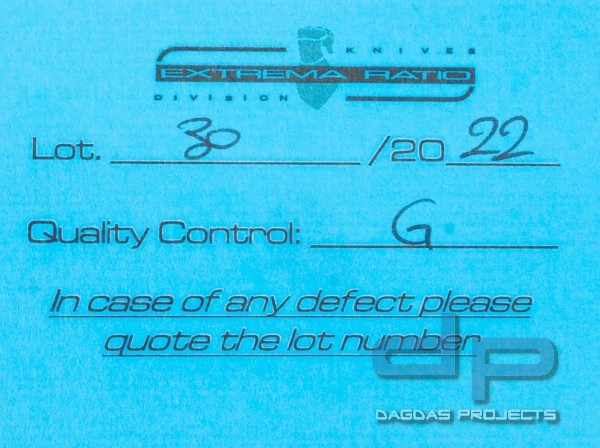 KNIVES
EXTREMA RATIO
DIVISION
Lot. 30 /20 22
Quality Control: G
In case of any defect please
quote the lot number
dp
DAGDAS PROJECTS